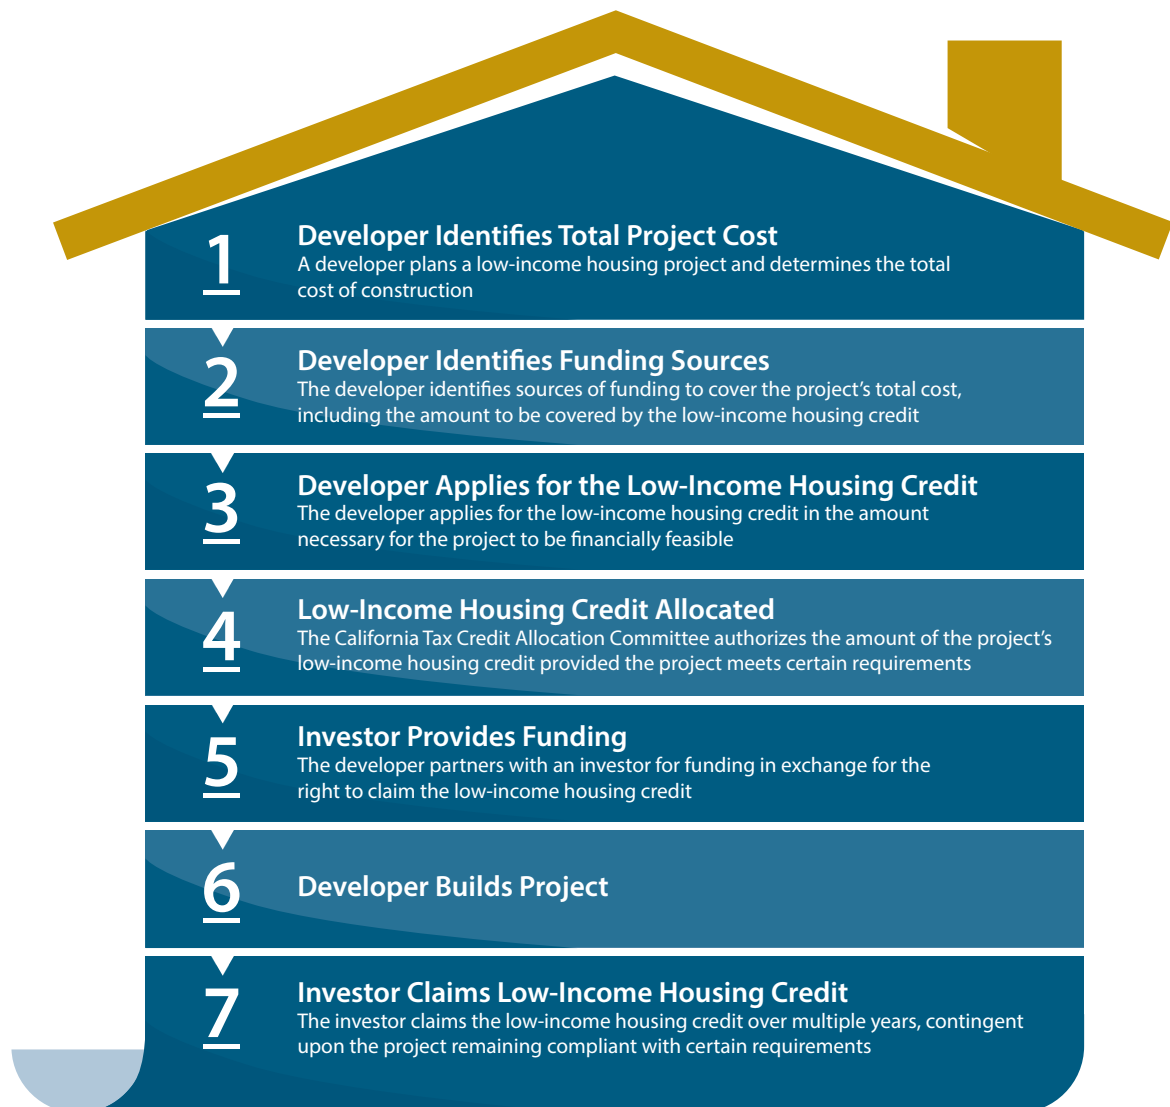 1
Developer Identifies Total Project Cost
A developer plans a low-income housing project and determines the total
cost of construction
2
Developer Identifies Funding Sources
The developer identifies sources of funding to cover the project’s total cost,
including the amount to be covered by the low-income housing credit
3
Developer Applies for the Low-Income Housing Credit
The developer applies for the low-income housing credit in the amount
necessary for the project to be financially feasible
4
Low-Income Housing Credit Allocated
The California Tax Credit Allocation Committee authorizes the amount of the project’s
low-income housing credit provided the project meets certain requirements
5
Investor Provides Funding
The developer partners with an investor for funding in exchange for the
right to claim the low-income housing credit
6
Developer Builds Project
7
Investor Claims Low-Income Housing Credit
The investor claims the low-income housing credit over multiple years, contingent
upon the project remaining compliant with certain requirements